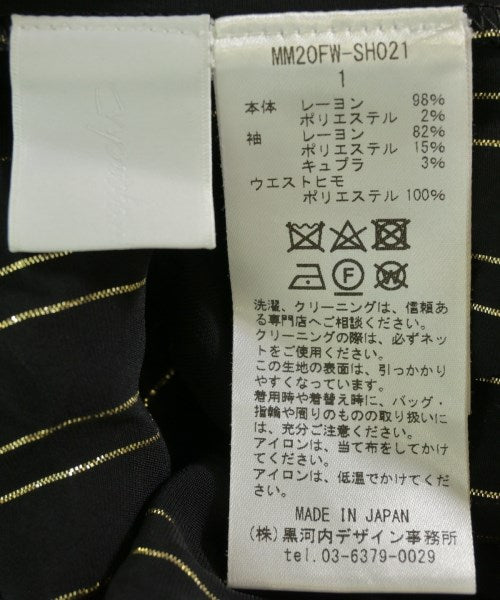 MM20FW-SH021
1
本体 レーヨン 98%
ポリエステル 2%
袖 レーヨン 82%
ポリエステル 15%
キュプラ 3%
ウエストヒモ
ポリエステル 100%
F W
洗濯、クリーニングは、信頼あ
る専門店へご相談ください。
クリーニングの際は、必ずネッ
トをご使用ください。
この生地の表面は、引っかかり
やすくなっています。
着用時や着替え時に、バッグ・
指輪や周りのものの取り扱いに
は、充分ご注意ください。
アイロンは、当て布をしてかけ
てください。
アイロンは、低温でかけてくだ
さい。
MADE IN JAPAN
(株)黒河内デザイン事務所
tel.03-6379-0029